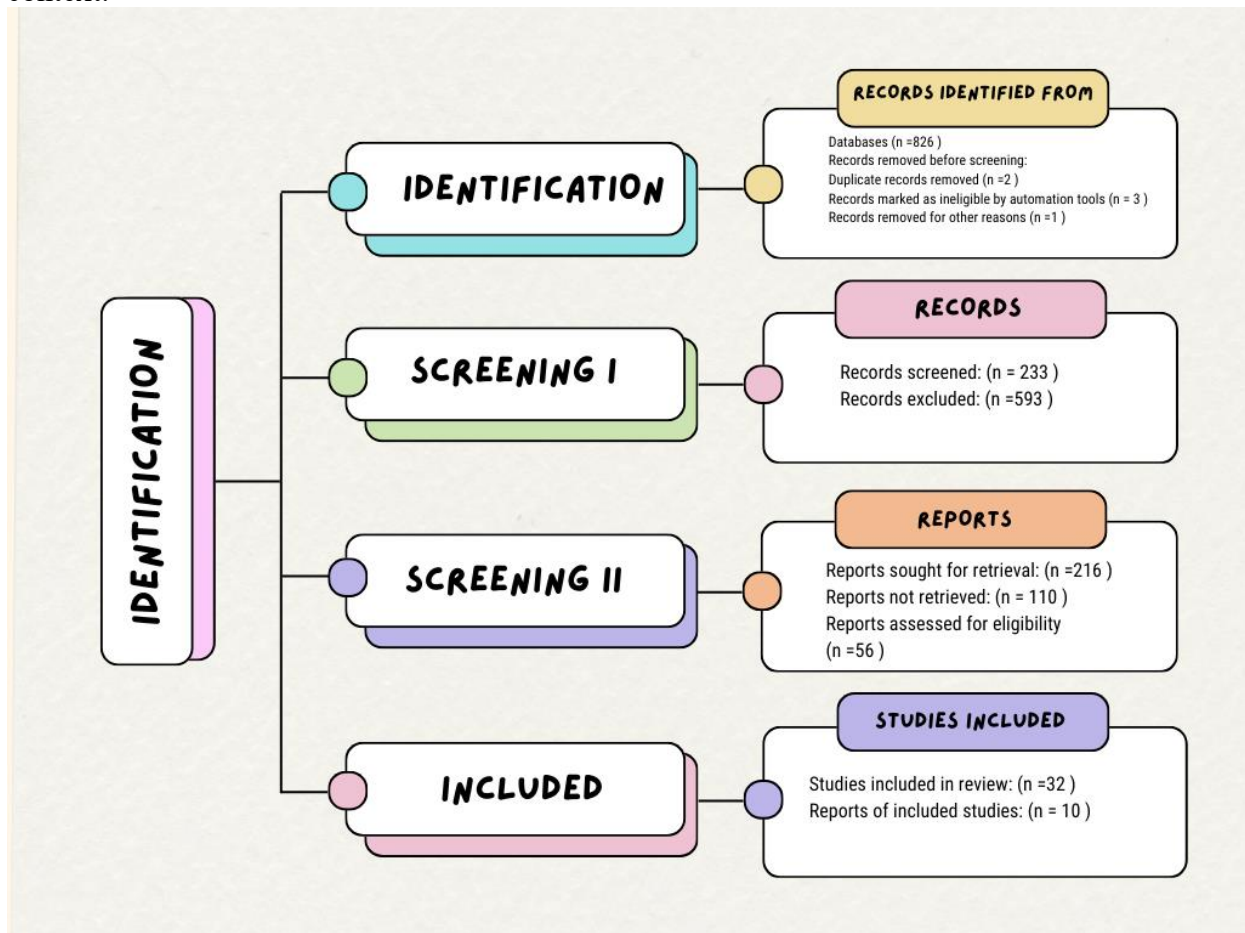 IDENTIFICATION
IDENTIFICATION
RECORDS IDENTIFIED FROM
Databases (n =826 )
Records removed before screening:
Duplicate records removed (n =2 )
Records marked as ineligible by automation tools (n = 3 )
Records removed for other reasons (n =1 )
SCREENING I
RECORDS
Records screened: (n = 233 )
Records excluded: (n =593 )
SCREENING II
REPORTS
Reports sought for retrieval: (n =216 )
Reports not retrieved: (n = 110 )
Reports assessed for eligibility
(n =56 )
INCLUDED
STUDIES INCLUDED
Studies included in review: (n =32 )
Reports of included studies: (n = 10 )